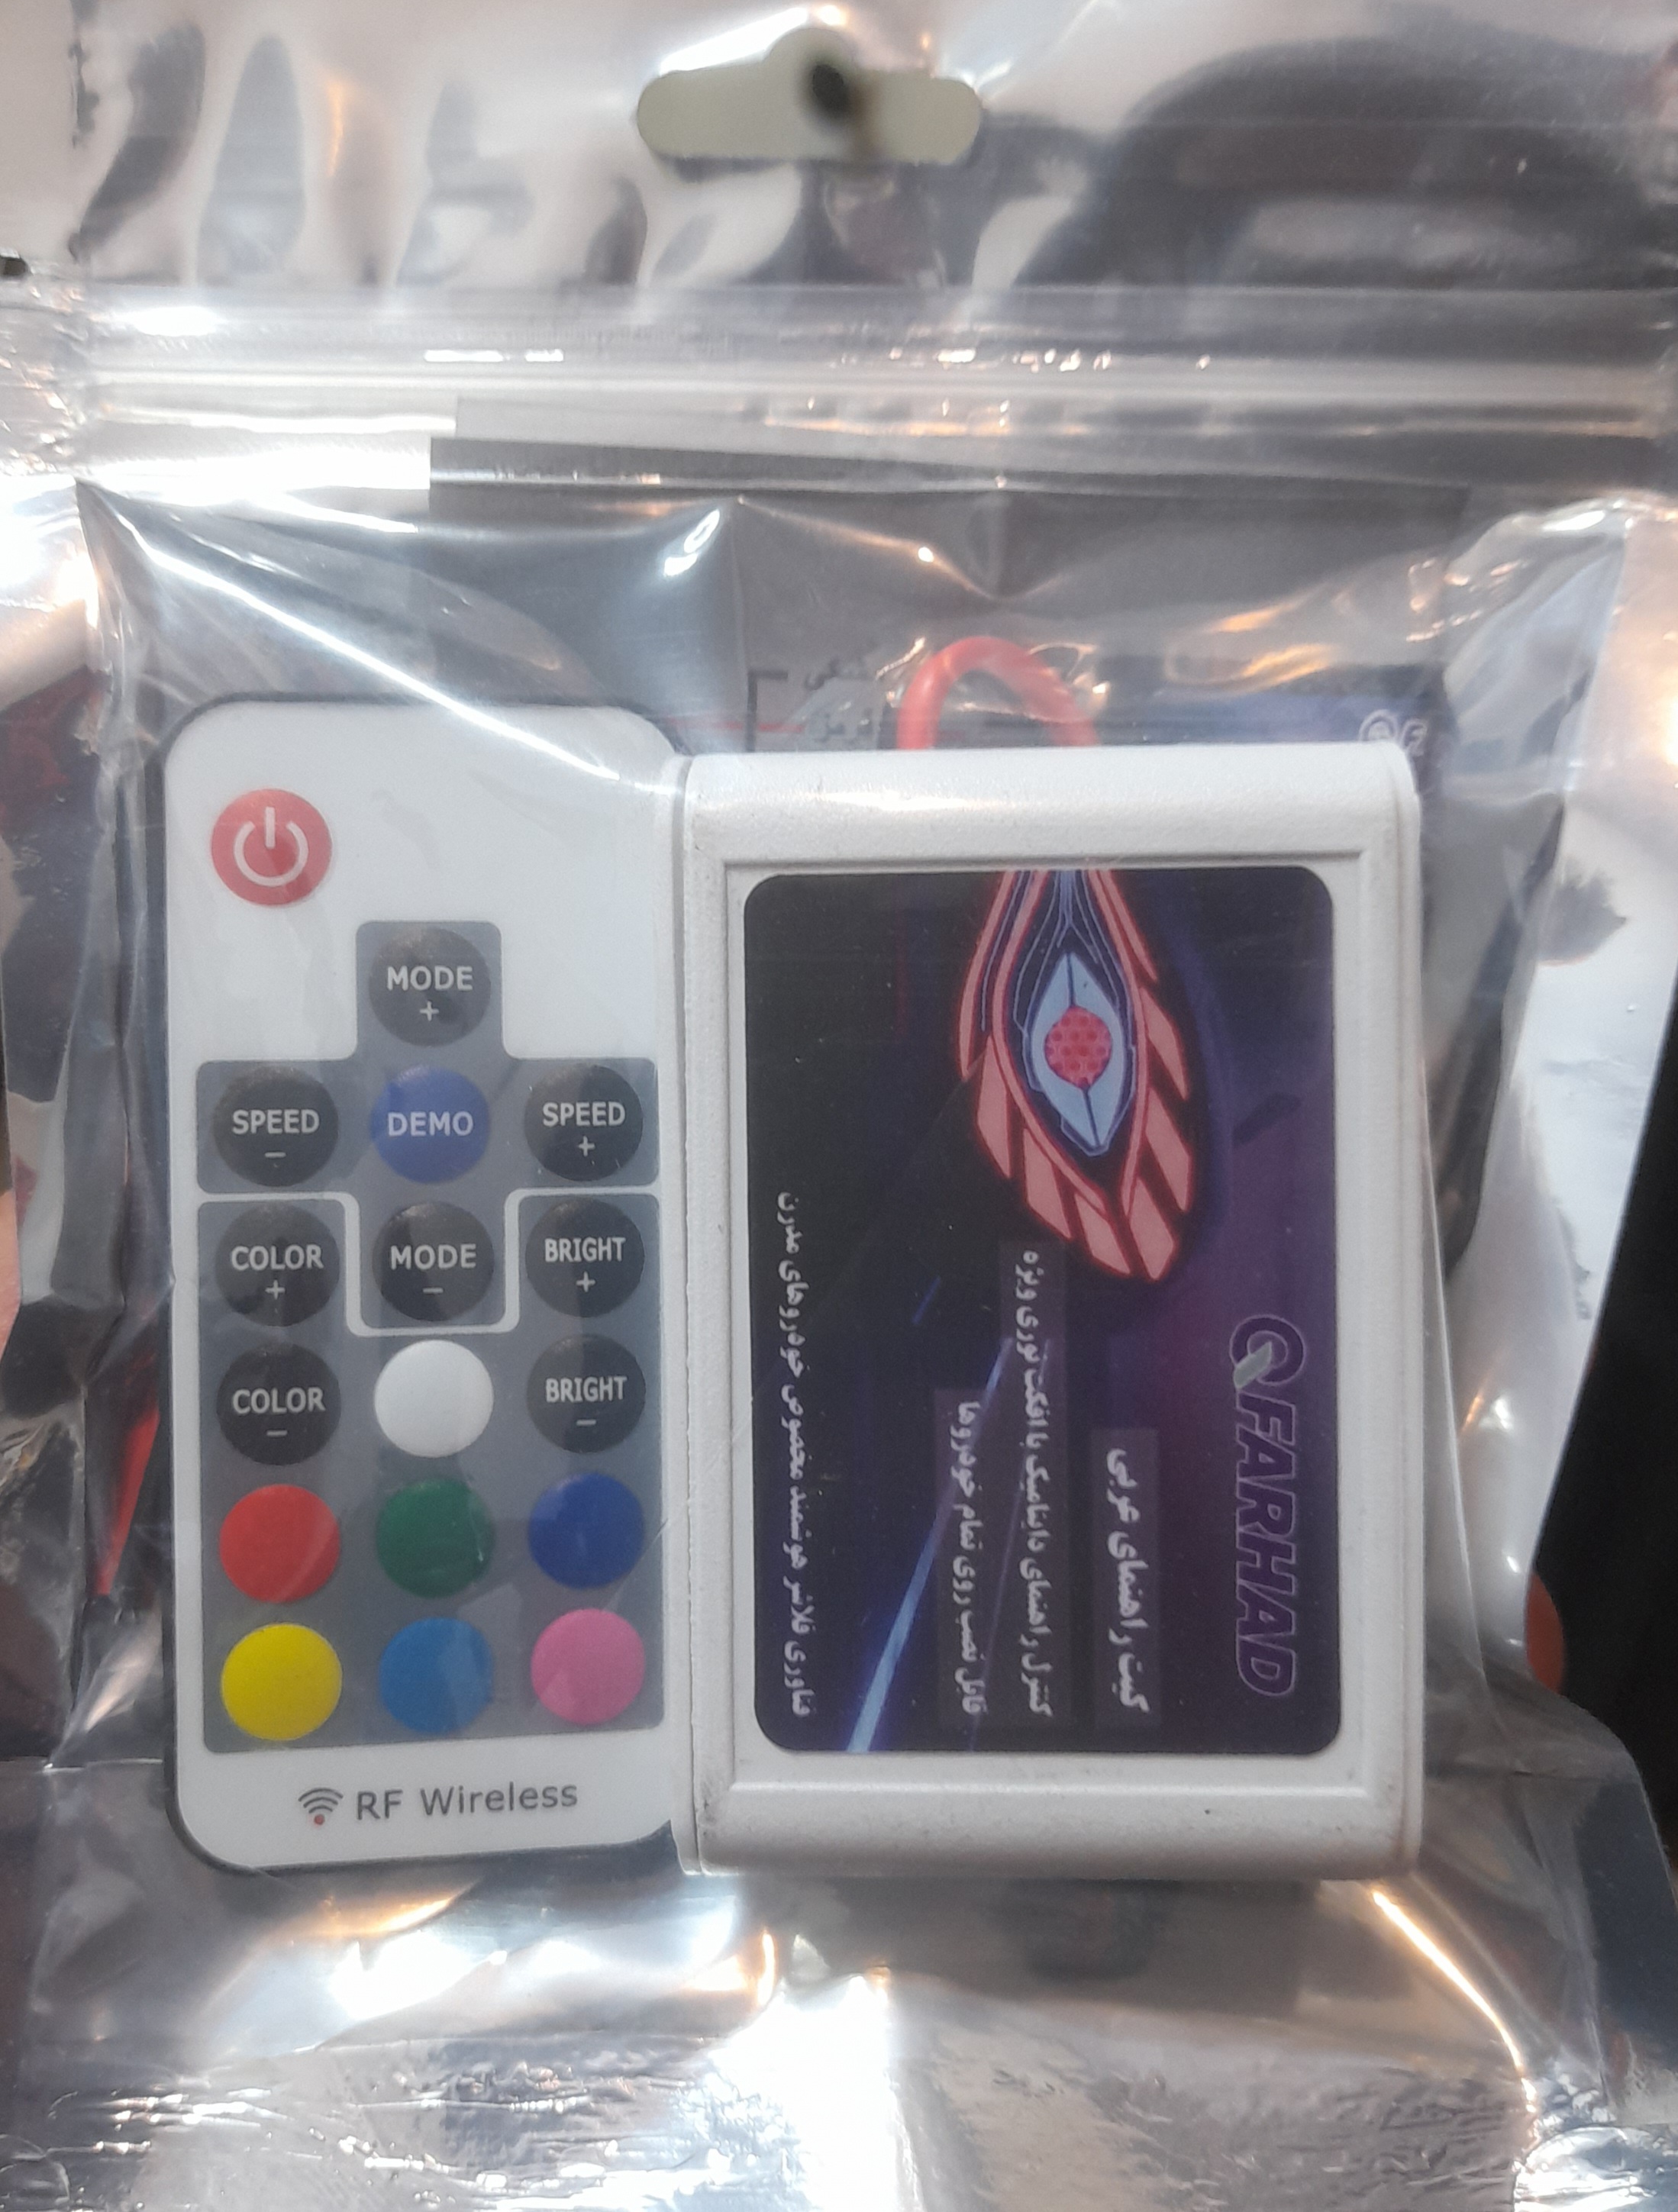 MODE
+
SPEED
−
DEMO
SPEED
+
COLOR
+
MODE
−
BRIGHT
+
COLOR
−
BRIGHT
−
RF Wireless
FARHAD
کیت راهنمای عربی
کنترل راهنمای داینامیک با افکت نوری ویژه
قابل نصب روی تمام خودروها
فناوری فلاشر هوشمند مخصوص خودروهای مدرن
قرمز